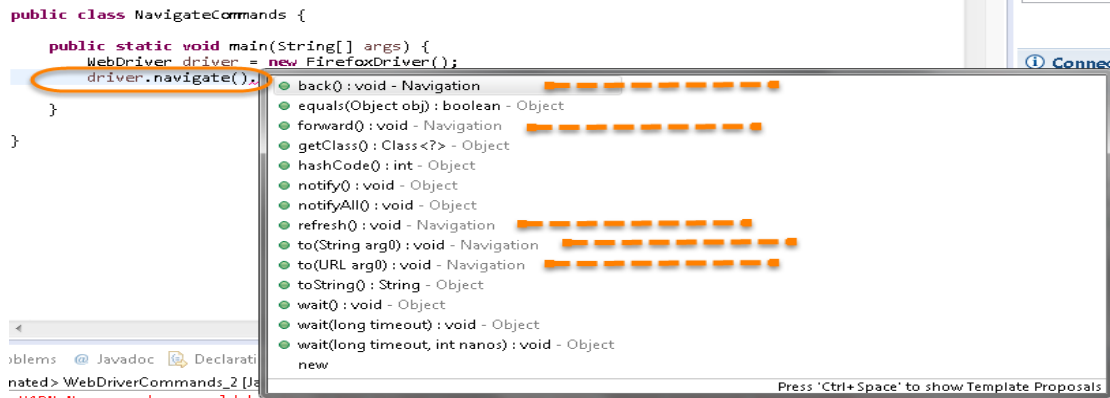 public class NavigateCommands {
public static void main(String[] args) {
WebDriver driver = new FirefoxDriver();
driver.navigate().
}
}
back() : void - Navigation
equals(Object obj) : boolean - Object
forward() : void - Navigation
getClass() : Class<?> - Object
hashCode() : int - Object
notify() : void - Object
notifyAll() : void - Object
refresh() : void - Navigation
to(String arg0) : void - Navigation
to(URL arg0) : void - Navigation
toString() : String - Object
wait() : void - Object
wait(long timeout) : void - Object
wait(long timeout, int nanos) : void - Object
new
Press 'Ctrl+Space' to show Template Proposals
Connec
oblems @ Javadoc Declarati
nated> WebDriverCommands_2 [Ja